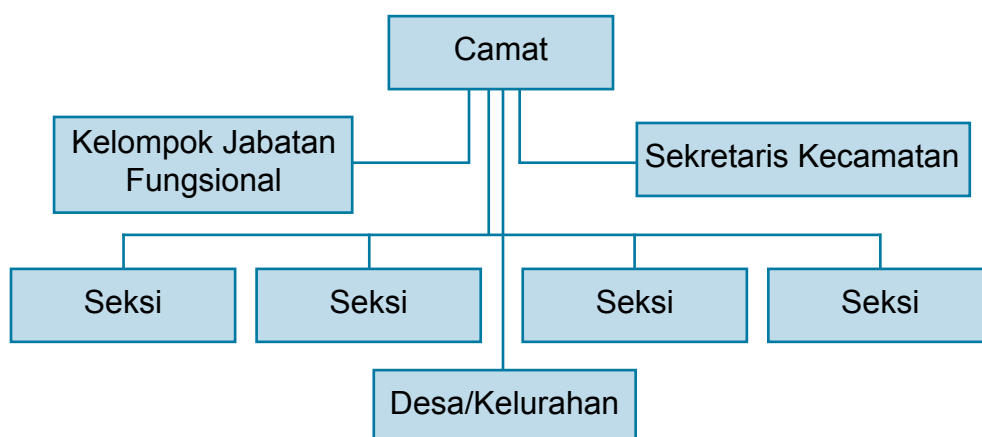 Camat
Kelompok Jabatan
Fungsional
Sekretaris Kecamatan
Seksi
Seksi
Seksi
Seksi
Desa/Kelurahan